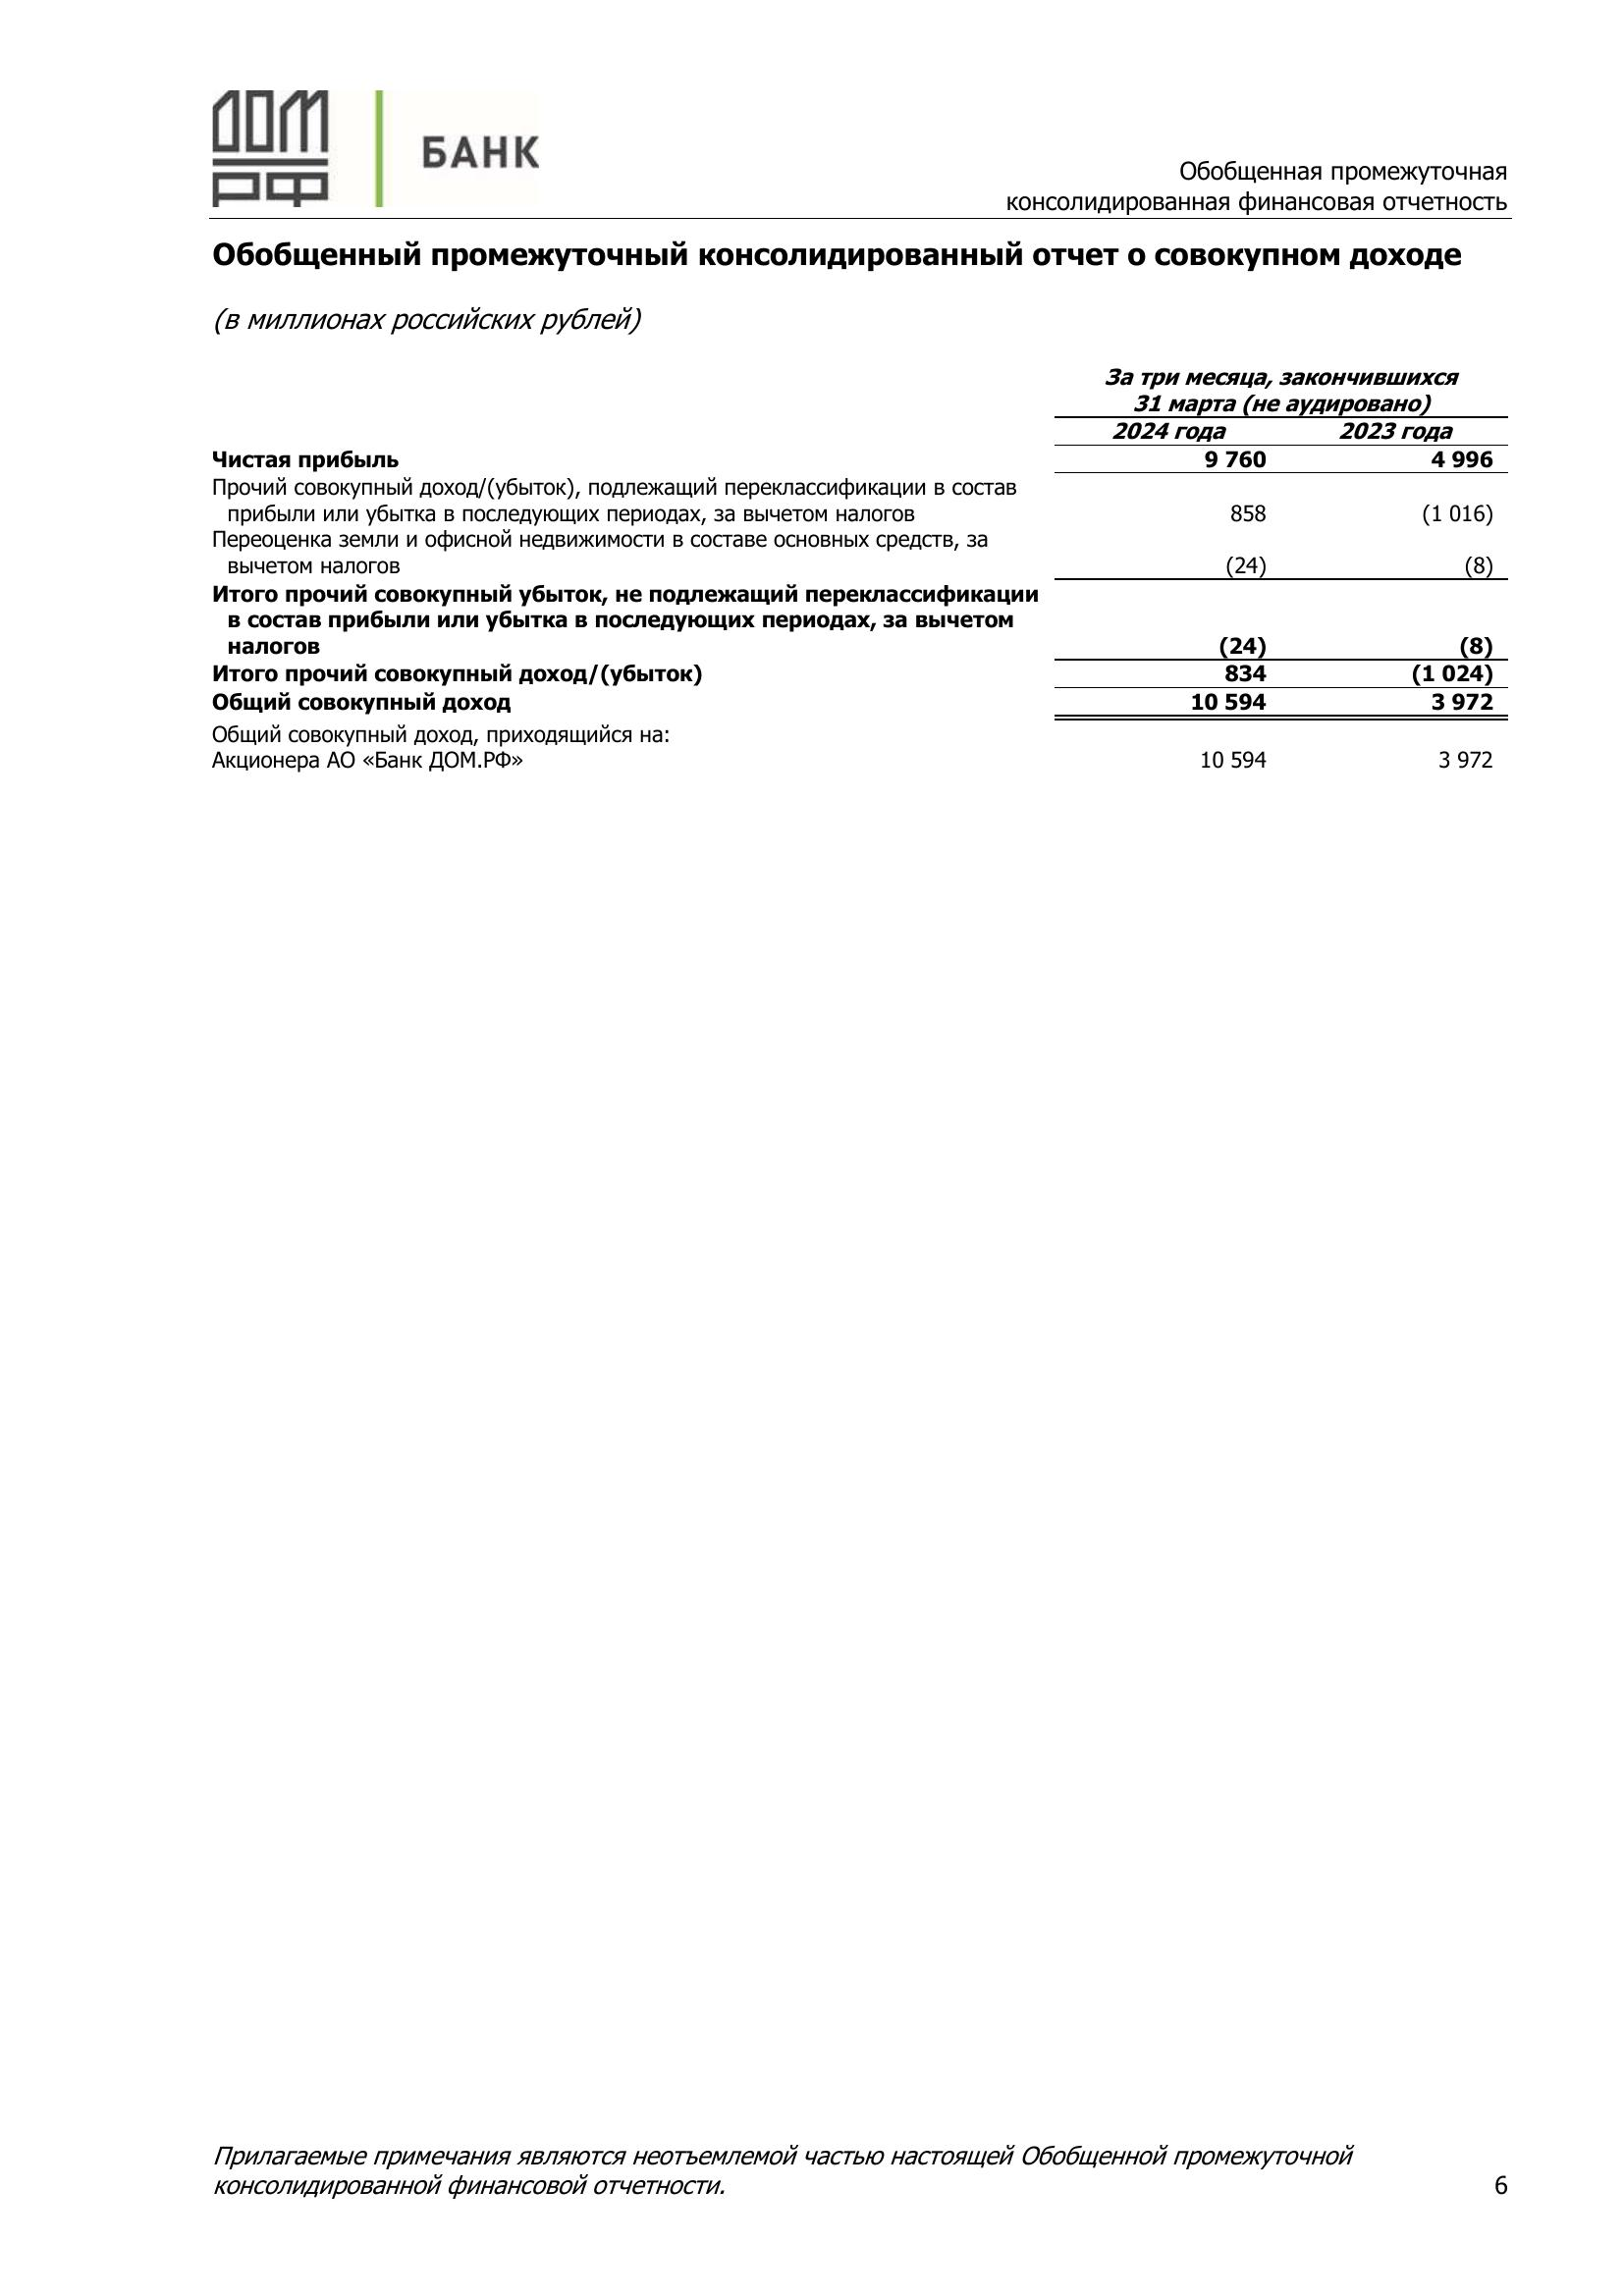 ДОМ
РФ
БАНК
Обобщенная промежуточная
консолидированная финансовая отчетность
Обобщенный промежуточный консолидированный отчет о совокупном доходе
(в миллионах российских рублей)
За три месяца, закончившихся
31 марта (не аудировано)
2024 года 2023 года
Чистая прибыль 9 760 4 996
Прочий совокупный доход/(убыток), подлежащий переклассификации в состав
прибыли или убытка в последующих периодах, за вычетом налогов 858 (1 016)
Переоценка земли и офисной недвижимости в составе основных средств, за
вычетом налогов (24) (8)
Итого прочий совокупный убыток, не подлежащий переклассификации
в состав прибыли или убытка в последующих периодах, за вычетом
налогов (24) (8)
Итого прочий совокупный доход/(убыток) 834 (1 024)
Общий совокупный доход 10 594 3 972
Общий совокупный доход, приходящийся на:
Акционера АО «Банк ДОМ.РФ» 10 594 3 972
Прилагаемые примечания являются неотъемлемой частью настоящей Обобщенной промежуточной
консолидированной финансовой отчетности. 6